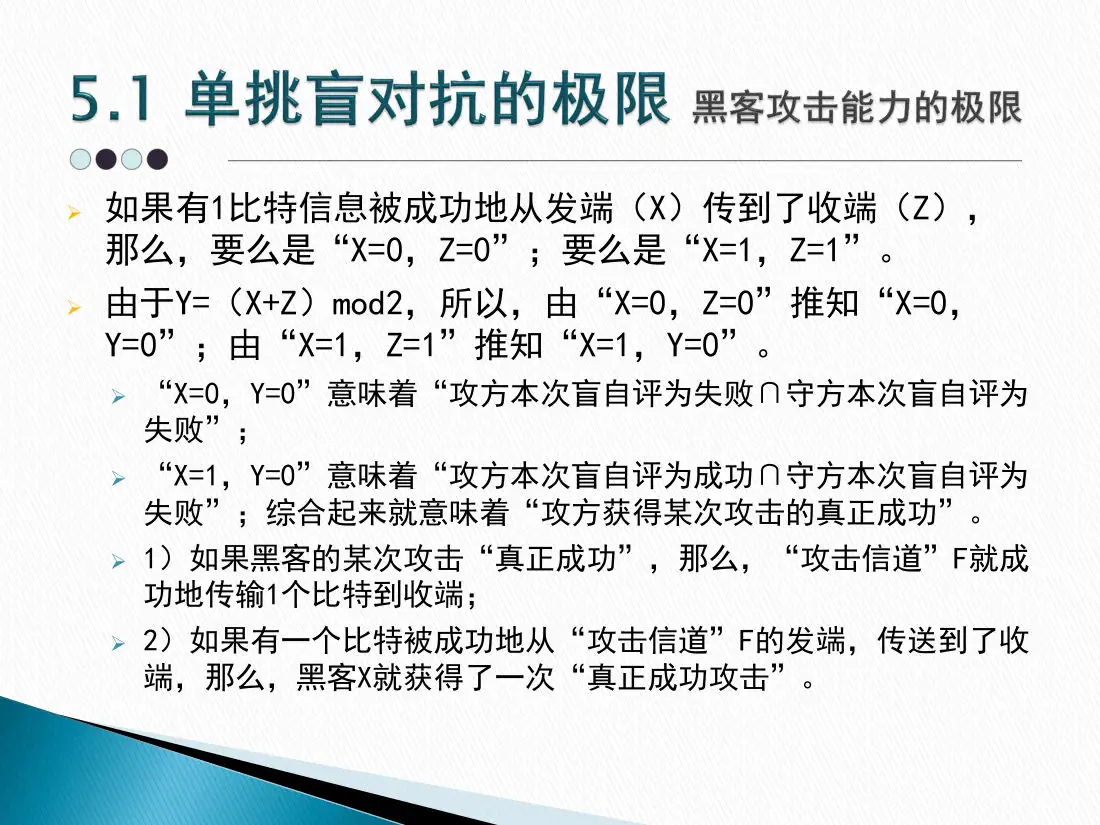 5.1 单挑盲对抗的极限 黑客攻击能力的极限
如果有1比特信息被成功地从发端（X）传到了收端（Z），
那么，要么是“X=0，Z=0”；要么是“X=1，Z=1”。
由于Y=（X+Z）mod2，所以，由“X=0，Z=0”推知“X=0，
Y=0”；由“X=1，Z=1”推知“X=1，Y=0”。
“X=0，Y=0”意味着“攻方本次盲自评为失败∩守方本次盲自评为
失败”；
“X=1，Y=0”意味着“攻方本次盲自评为成功∩守方本次盲自评为
失败”；综合起来就意味着“攻方获得某次攻击的真正成功”。
1）如果黑客的某次攻击“真正成功”，那么，“攻击信道”F就成
功地传输1个比特到收端；
2）如果有一个比特被成功地从“攻击信道”F的发端，传送到了收
端，那么，黑客X就获得了一次“真正成功攻击”。